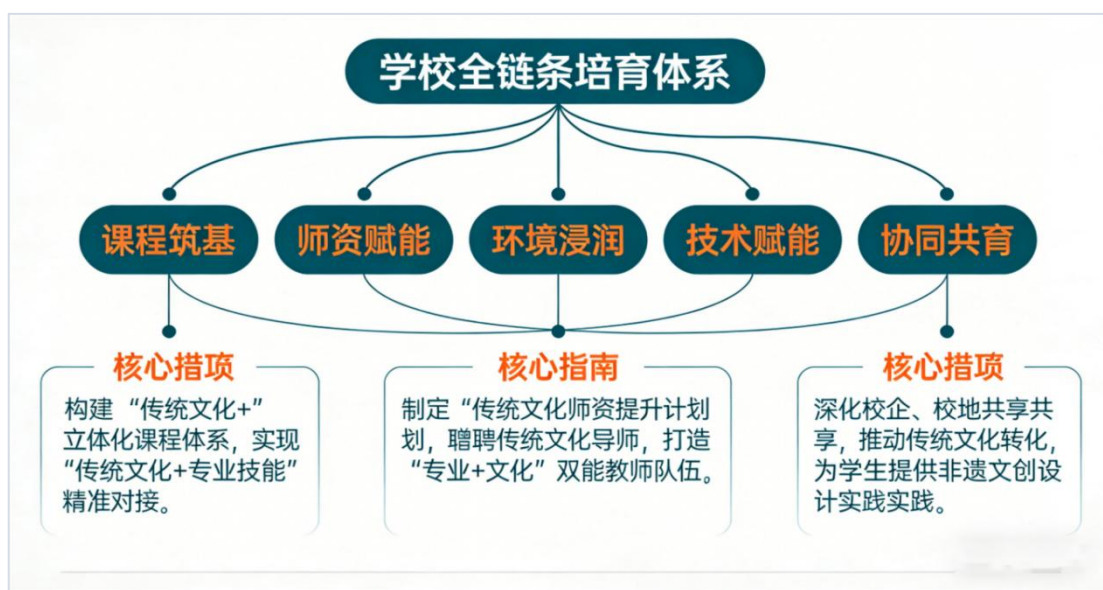 学校全链条培育体系
课程筑基
师资赋能
环境浸润
技术赋能
协同共育
核心措项
构建 “传统文化+”
立体化课程体系，实现
“传统文化+专业技能”
精准对接。
核心指南
制定“传统文化师资提升计划
划，聘传统文化导师，打造
“专业+文化”双能教师队伍。
核心措项
深化校企、校地共享共
享，推动传统文化转化，
为学生提供非遗文创设
计实践实践。